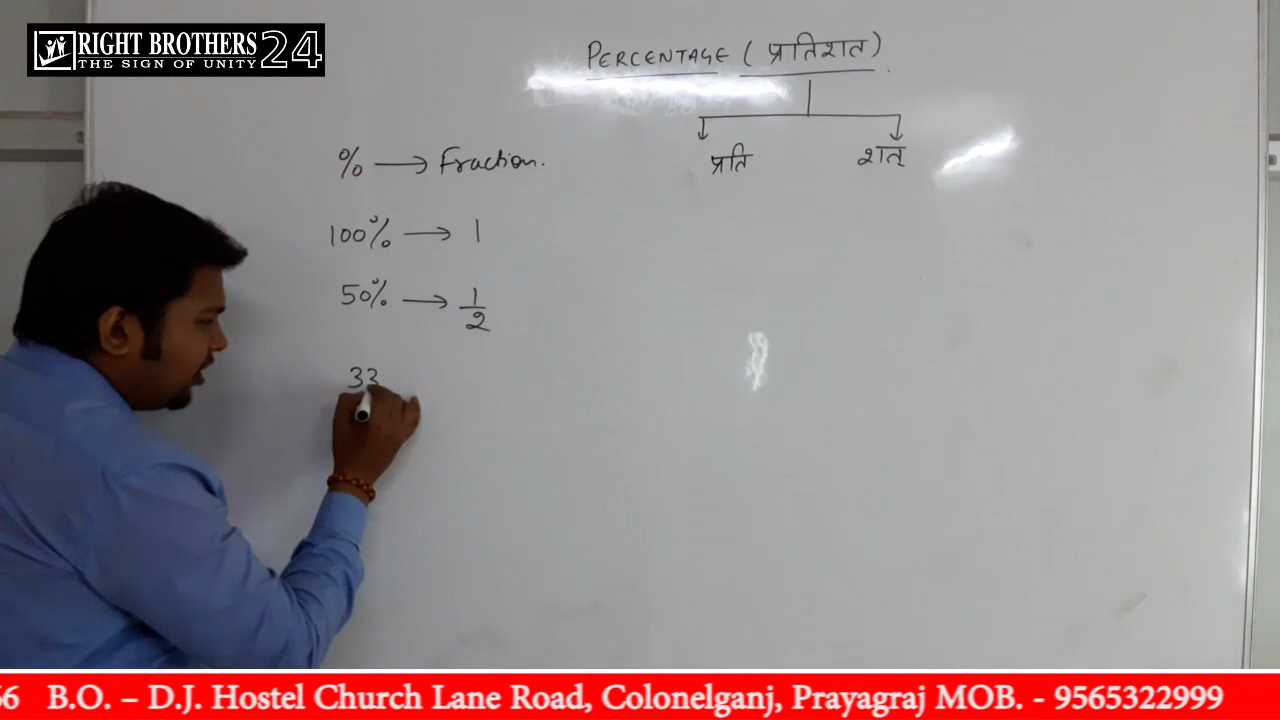 RIGHT BROTHERS 24
THE SIGN OF UNITY
PERCENTAGE ( प्रतिशत )
प्रति शत्
% → Fraction.
100% → 1
50% → 1/2
33
6 B.O. – D.J. Hostel Church Lane Road, Colonelganj, Prayagraj MOB. - 9565322999